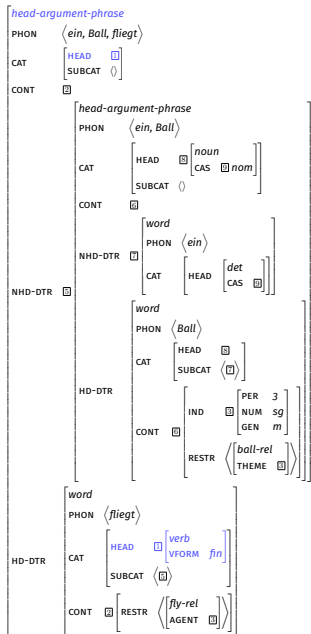 head-argument-phrase
PHON ⟨ein, Ball, fliegt⟩
HEAD 1
CAT
SUBCAT ⟨⟩
CONT 2
head-argument-phrase
PHON ⟨ein, Ball⟩
noun
HEAD 8
CAS 9 nom
CAT
SUBCAT ⟨⟩
CONT 6
word
PHON ⟨ein⟩
NHD-DTR 7
det
CAT HEAD
CAS 9
NHD-DTR 5
word
PHON ⟨Ball⟩
HEAD 8
CAT
SUBCAT ⟨7⟩
HD-DTR
PER 3
IND 3 NUM sg
GEN m
CONT 6
ball-rel
RESTR
THEME 3
word
PHON ⟨fliegt⟩
verb
HEAD 1
VFORM fin
CAT
SUBCAT ⟨5⟩
HD-DTR
fly-rel
CONT 2 RESTR
AGENT 3